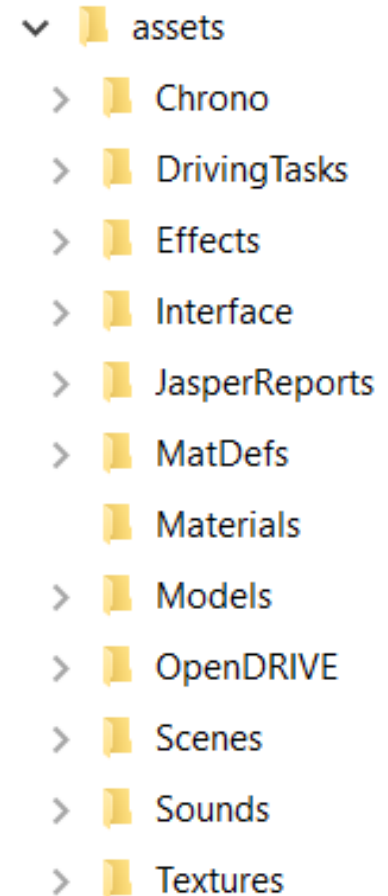 assets
Chrono
DrivingTasks
Effects
Interface
JasperReports
MatDefs
Materials
Models
OpenDRIVE
Scenes
Sounds
Textures